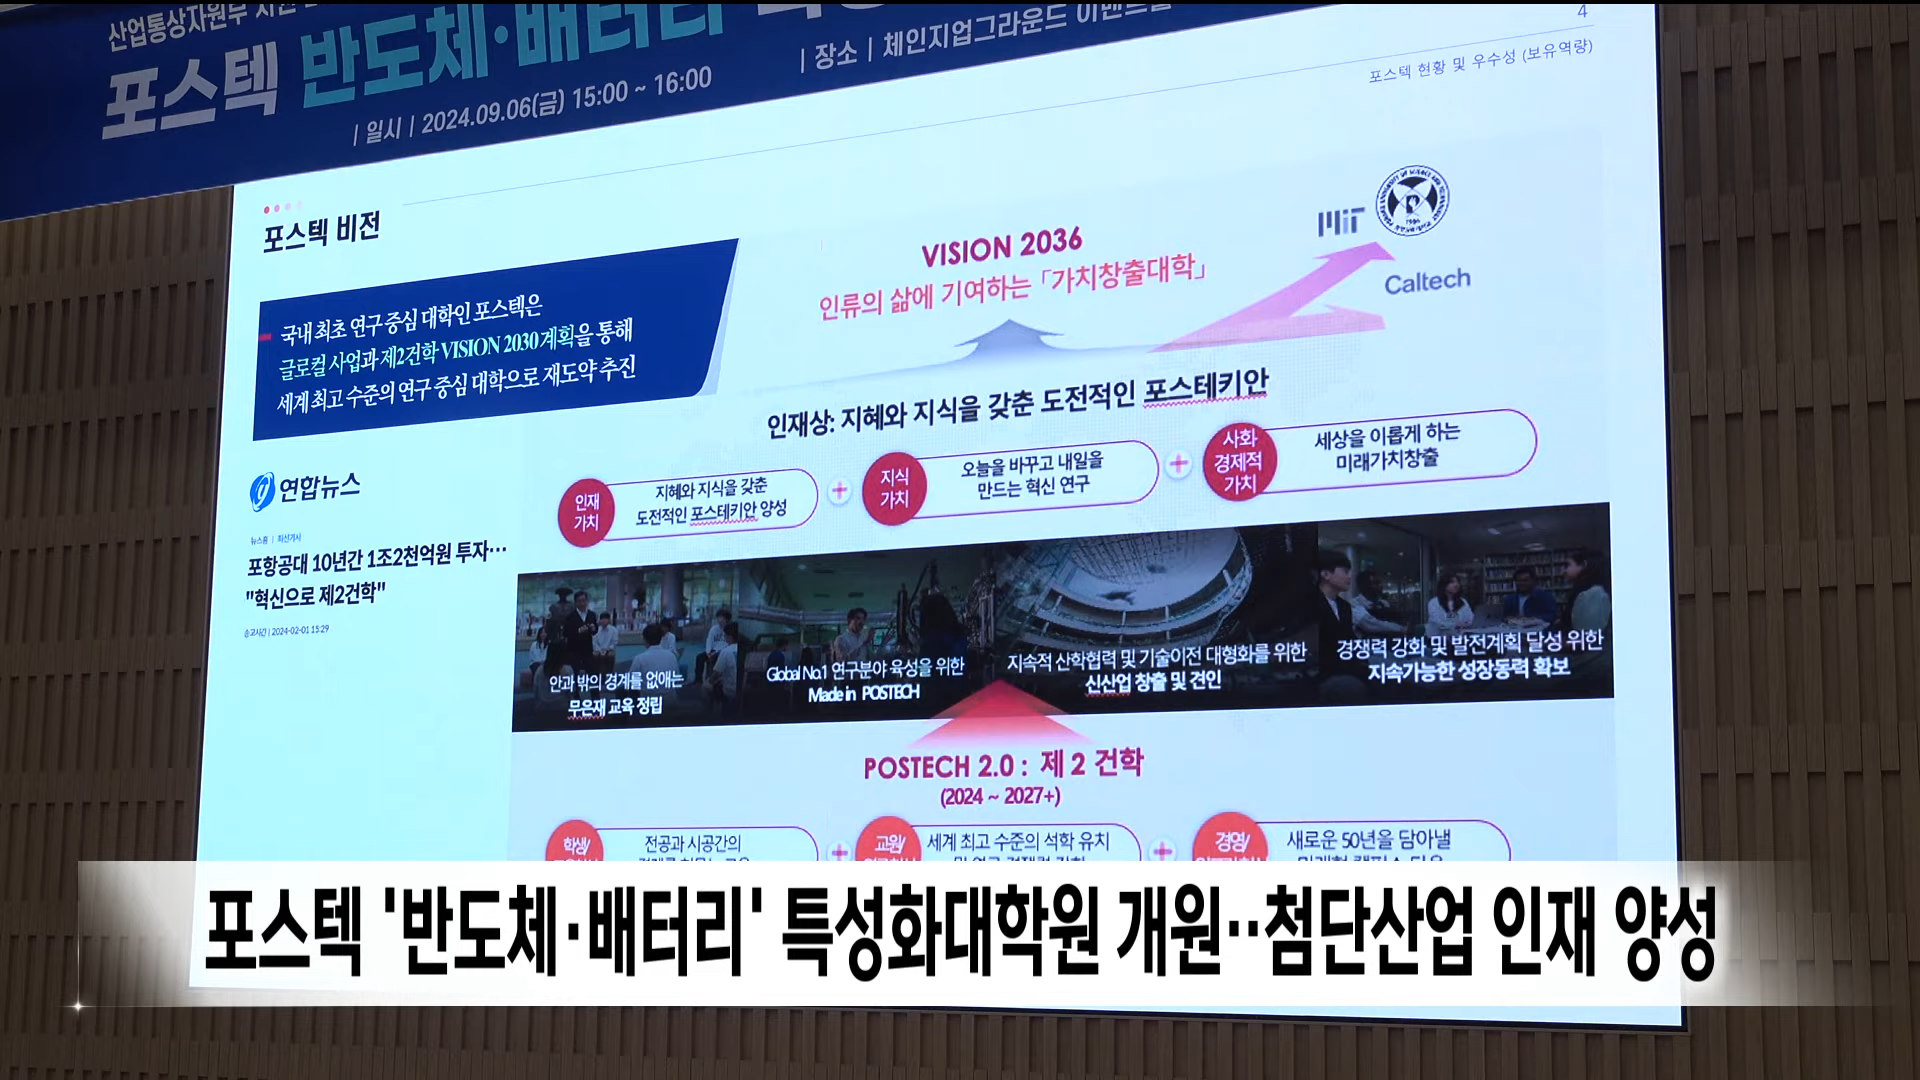 산업통상자원부
포스텍 반도체·배터리
| 일시 | 2024.09.06(금) 15:00 ~ 16:00
| 장소 | 체인지업그라운드 이벤트홀
4
포스텍 현황 및 우수성 (보유역량)
포스텍 비전
국내 최초 연구 중심 대학인 포스텍은
글로컬 사업과 제2건학 VISION 2030 계획을 통해
세계 최고 수준의 연구 중심 대학으로 재도약 추진
VISION 2036
인류의 삶에 기여하는 「가치창출대학」
MIT
1986
Caltech
인재상: 지혜와 지식을 갖춘 도전적인 포스테키안
인재
가치
지혜와 지식을 갖춘
도전적인 포스테키안 양성
+
지식
가치
오늘을 바꾸고 내일을
만드는 혁신 연구
+
사회
경제적
가치
세상을 이롭게 하는
미래가치창출
연합뉴스
뉴스홈 | 최신기사
포항공대 10년간 1조2천억원 투자…
"혁신으로 제2건학"
송고시간 | 2024-02-01 15:29
안과 밖의 경계를 없애는
무은재 교육 정립
Global No.1 연구분야 육성을 위한
Made in POSTECH
지속적 산학협력 및 기술이전 대형화를 위한
신산업 창출 및 견인
경쟁력 강화 및 발전계획 달성 위한
지속가능한 성장동력 확보
POSTECH 2.0 : 제 2 건학
(2024 ~ 2027+)
학생/
전공과 시공간의
+
교원/
세계 최고 수준의 석학 유치
+
경영/
새로운 50년을 담아낼
포스텍 '반도체·배터리' 특성화대학원 개원··첨단산업 인재 양성